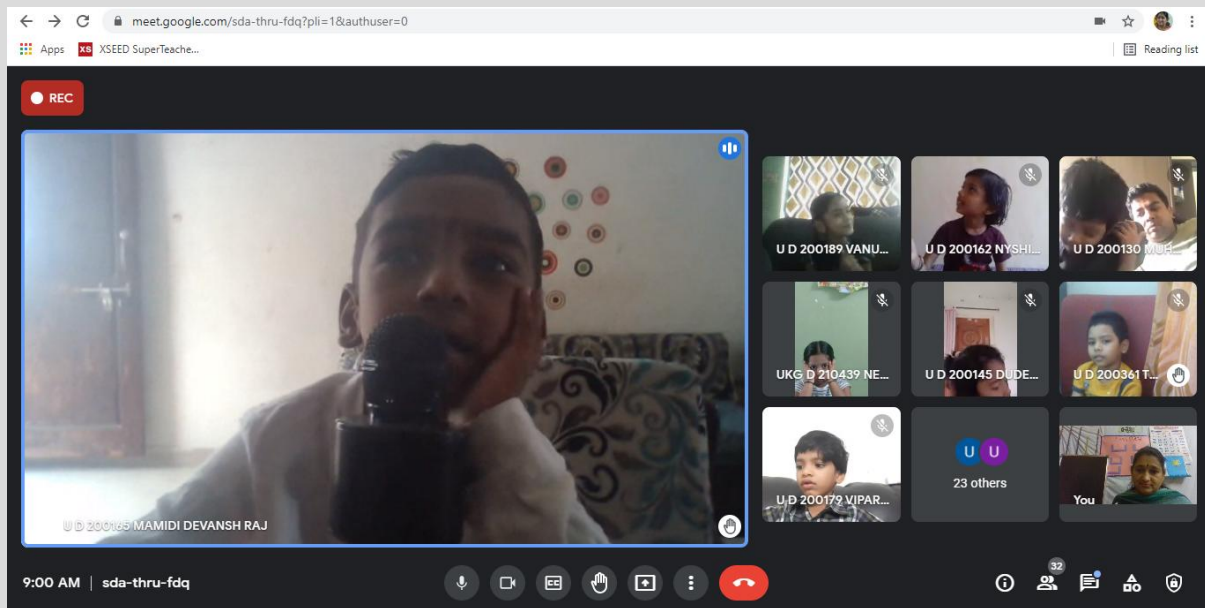 meet.google.com/sda-thru-fdq?pli=1&authuser=0
Apps XS XSEED SuperTeache... Reading list
REC
U D 200189 VANU... U D 200162 NYSHI... U D 200130 MUH...
UKG D 210439 NE... U D 200145 DUDE... U D 200361 T...
U D 200165 MAMIDI DEVANSH RAJ
U D 200179 VIPAR... U U 23 others You
9:00 AM | sda-thru-fdq CC 32